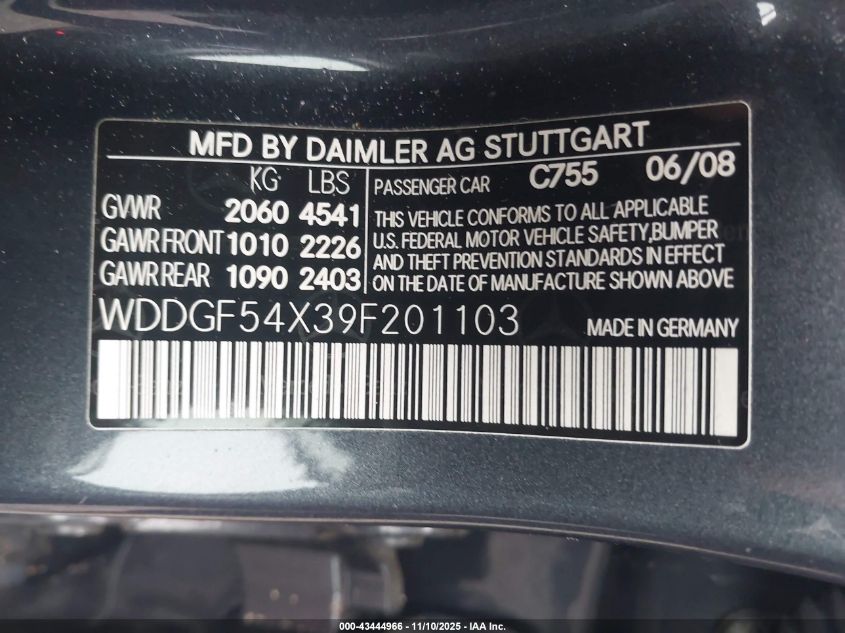 MFD BY DAIMLER AG STUTTGART
KG LBS
GVWR 2060 4541
GAWR FRONT 1010 2226
GAWR REAR 1090 2403
PASSENGER CAR C755 06/08
THIS VEHICLE CONFORMS TO ALL APPLICABLE
U.S. FEDERAL MOTOR VEHICLE SAFETY,BUMPER
AND THEFT PREVENTION STANDARDS IN EFFECT
ON THE DATE OF MANUFACTURE SHOWN ABOVE
WDDGF54X39F201103
MADE IN GERMANY
000-43444966 - 11/10/2025 - IAA Inc.